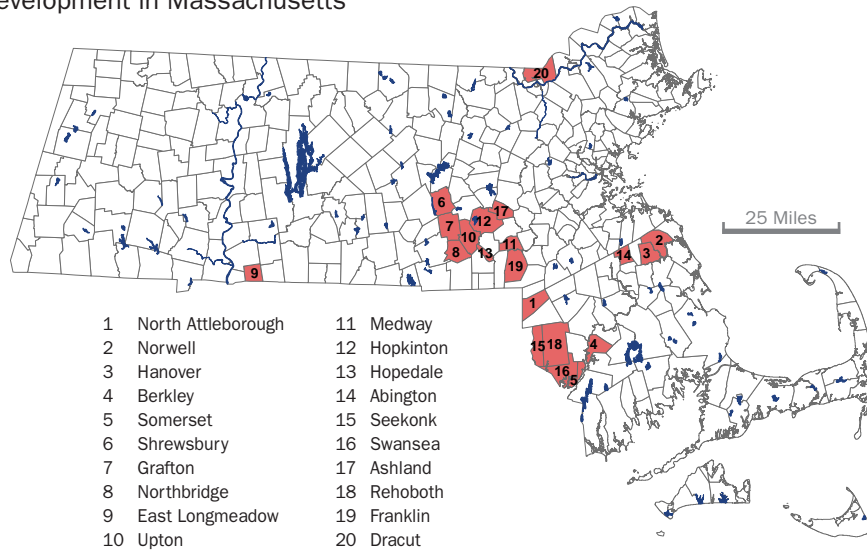 evelopment in Massachusetts
20
6
17
7
12
10
11
8
13
19
9
2
3
14
25 Miles
1
15
18
4
16
5
1 North Attleborough
2 Norwell
3 Hanover
4 Berkley
5 Somerset
6 Shrewsbury
7 Grafton
8 Northbridge
9 East Longmeadow
10 Upton
11 Medway
12 Hopkinton
13 Hopedale
14 Abington
15 Seekonk
16 Swansea
17 Ashland
18 Rehoboth
19 Franklin
20 Dracut